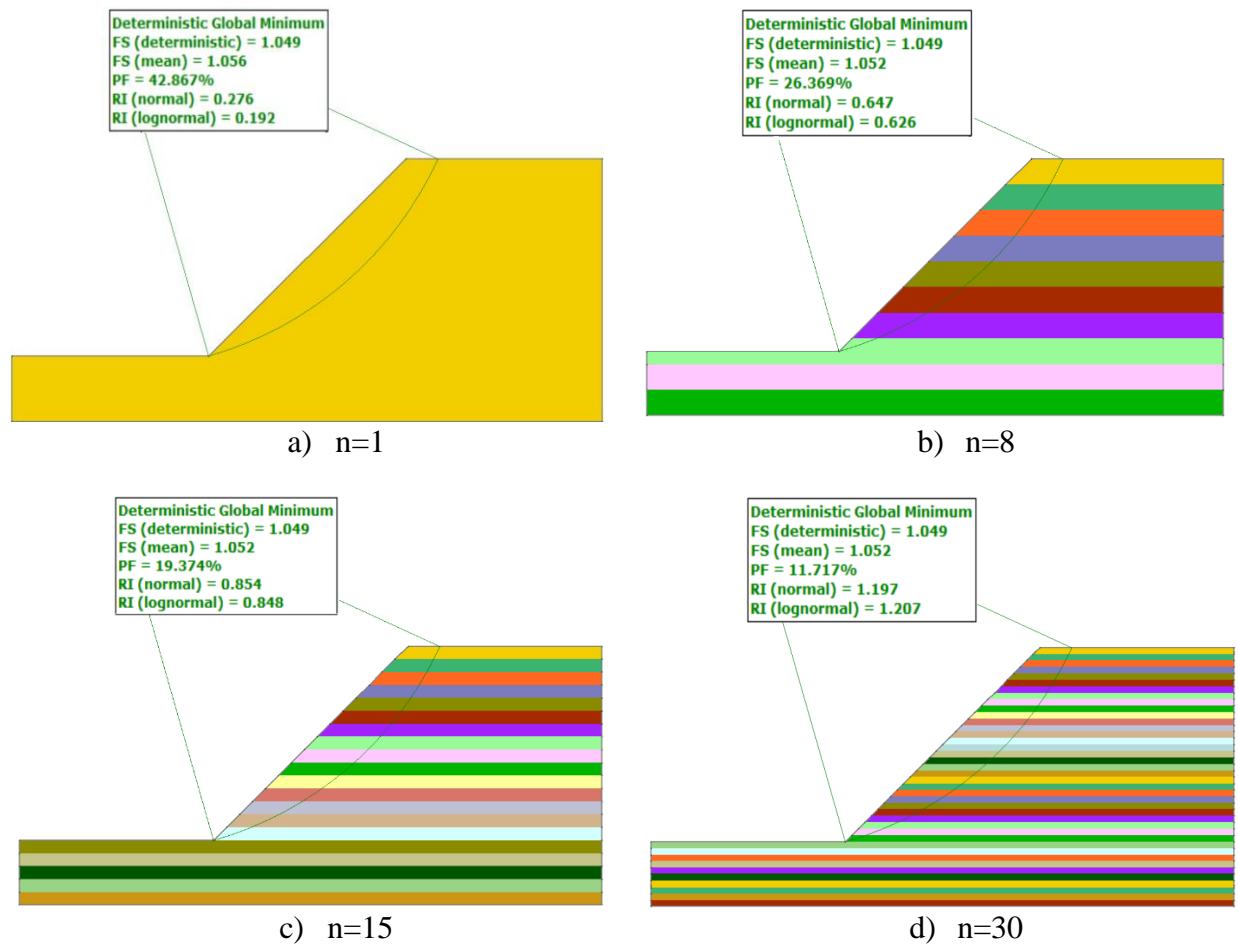 Deterministic Global Minimum
FS (deterministic) = 1.049
FS (mean) = 1.056
PF = 42.867%
RI (normal) = 0.276
RI (lognormal) = 0.192
a) n=1
Deterministic Global Minimum
FS (deterministic) = 1.049
FS (mean) = 1.052
PF = 26.369%
RI (normal) = 0.647
RI (lognormal) = 0.626
b) n=8
Deterministic Global Minimum
FS (deterministic) = 1.049
FS (mean) = 1.052
PF = 19.374%
RI (normal) = 0.854
RI (lognormal) = 0.848
c) n=15
Deterministic Global Minimum
FS (deterministic) = 1.049
FS (mean) = 1.052
PF = 11.717%
RI (normal) = 1.197
RI (lognormal) = 1.207
d) n=30